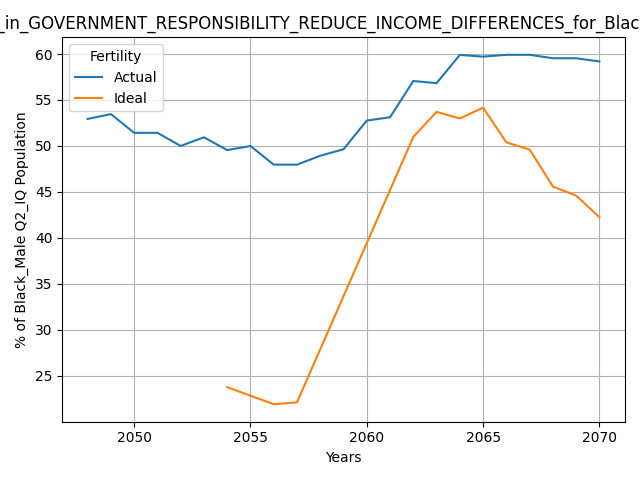 _in_GOVERNMENT_RESPONSIBILITY_REDUCE_INCOME_DIFFERENCES_for_Blac
Fertility
Actual
Ideal
60
55
50
45
40
35
30
25
% of Black_Male Q2_IQ Population
2050
2055
2060
2065
2070
Years